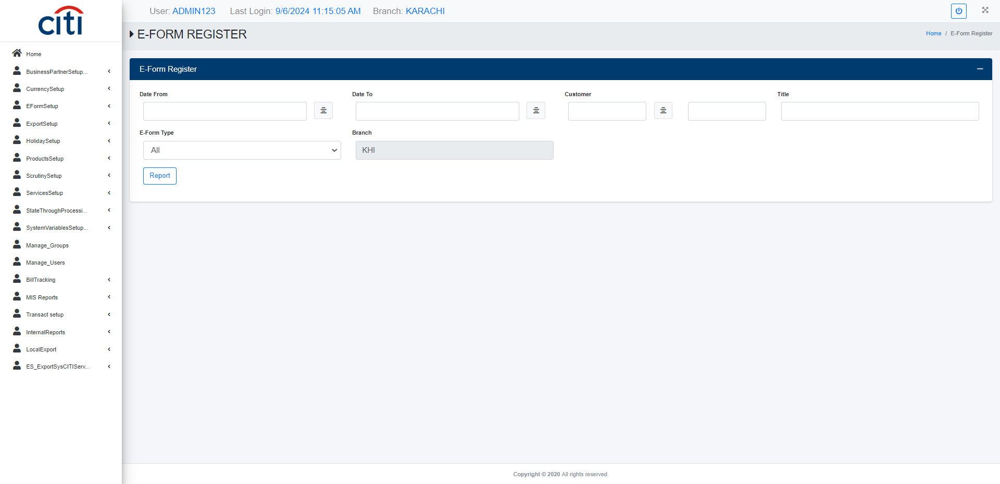 citi
User: ADMIN123 Last Login: 9/6/2024 11:15:05 AM Branch: KARACHI
E-FORM REGISTER
Home / E-Form Register
Home
BusinessPartnerSetup...
CurrencySetup
EFormSetup
ExportSetup
HolidaySetup
ProductsSetup
ScrutinySetup
ServicesSetup
StateThroughProcessi...
SystemVariablesSetup...
Manage_Groups
Manage_Users
BillTracking
MIS Reports
Transact setup
InternalReports
LocalExport
ES_ExportSysCITIServ...
E-Form Register
Date From Date To Customer Title
E-Form Type Branch
All KHI
Report
Copyright © 2020 All rights reserved.